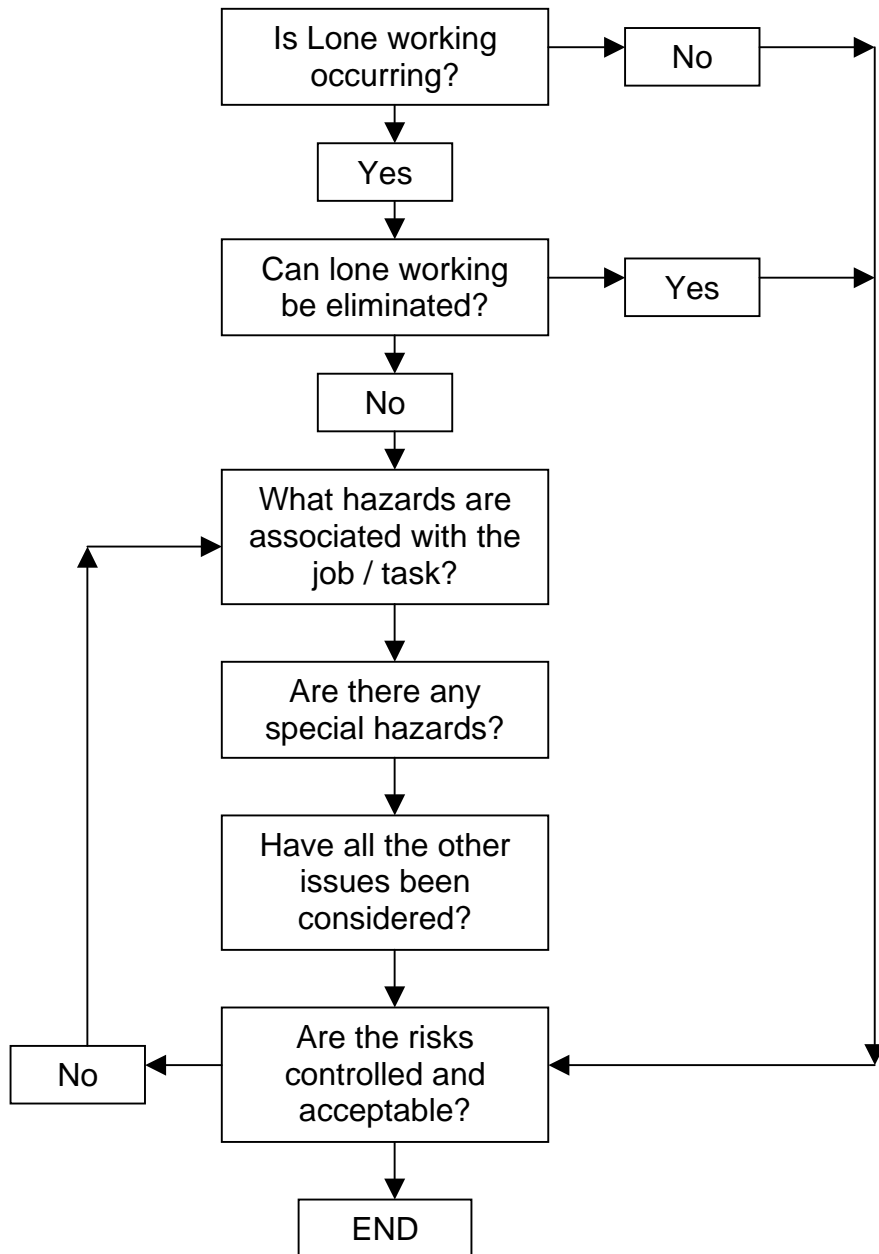 Is Lone working
occurring?
No
Yes
Can lone working
be eliminated?
Yes
No
What hazards are
associated with the
job / task?
Are there any
special hazards?
Have all the other
issues been
considered?
Are the risks
controlled and
acceptable?
No
END